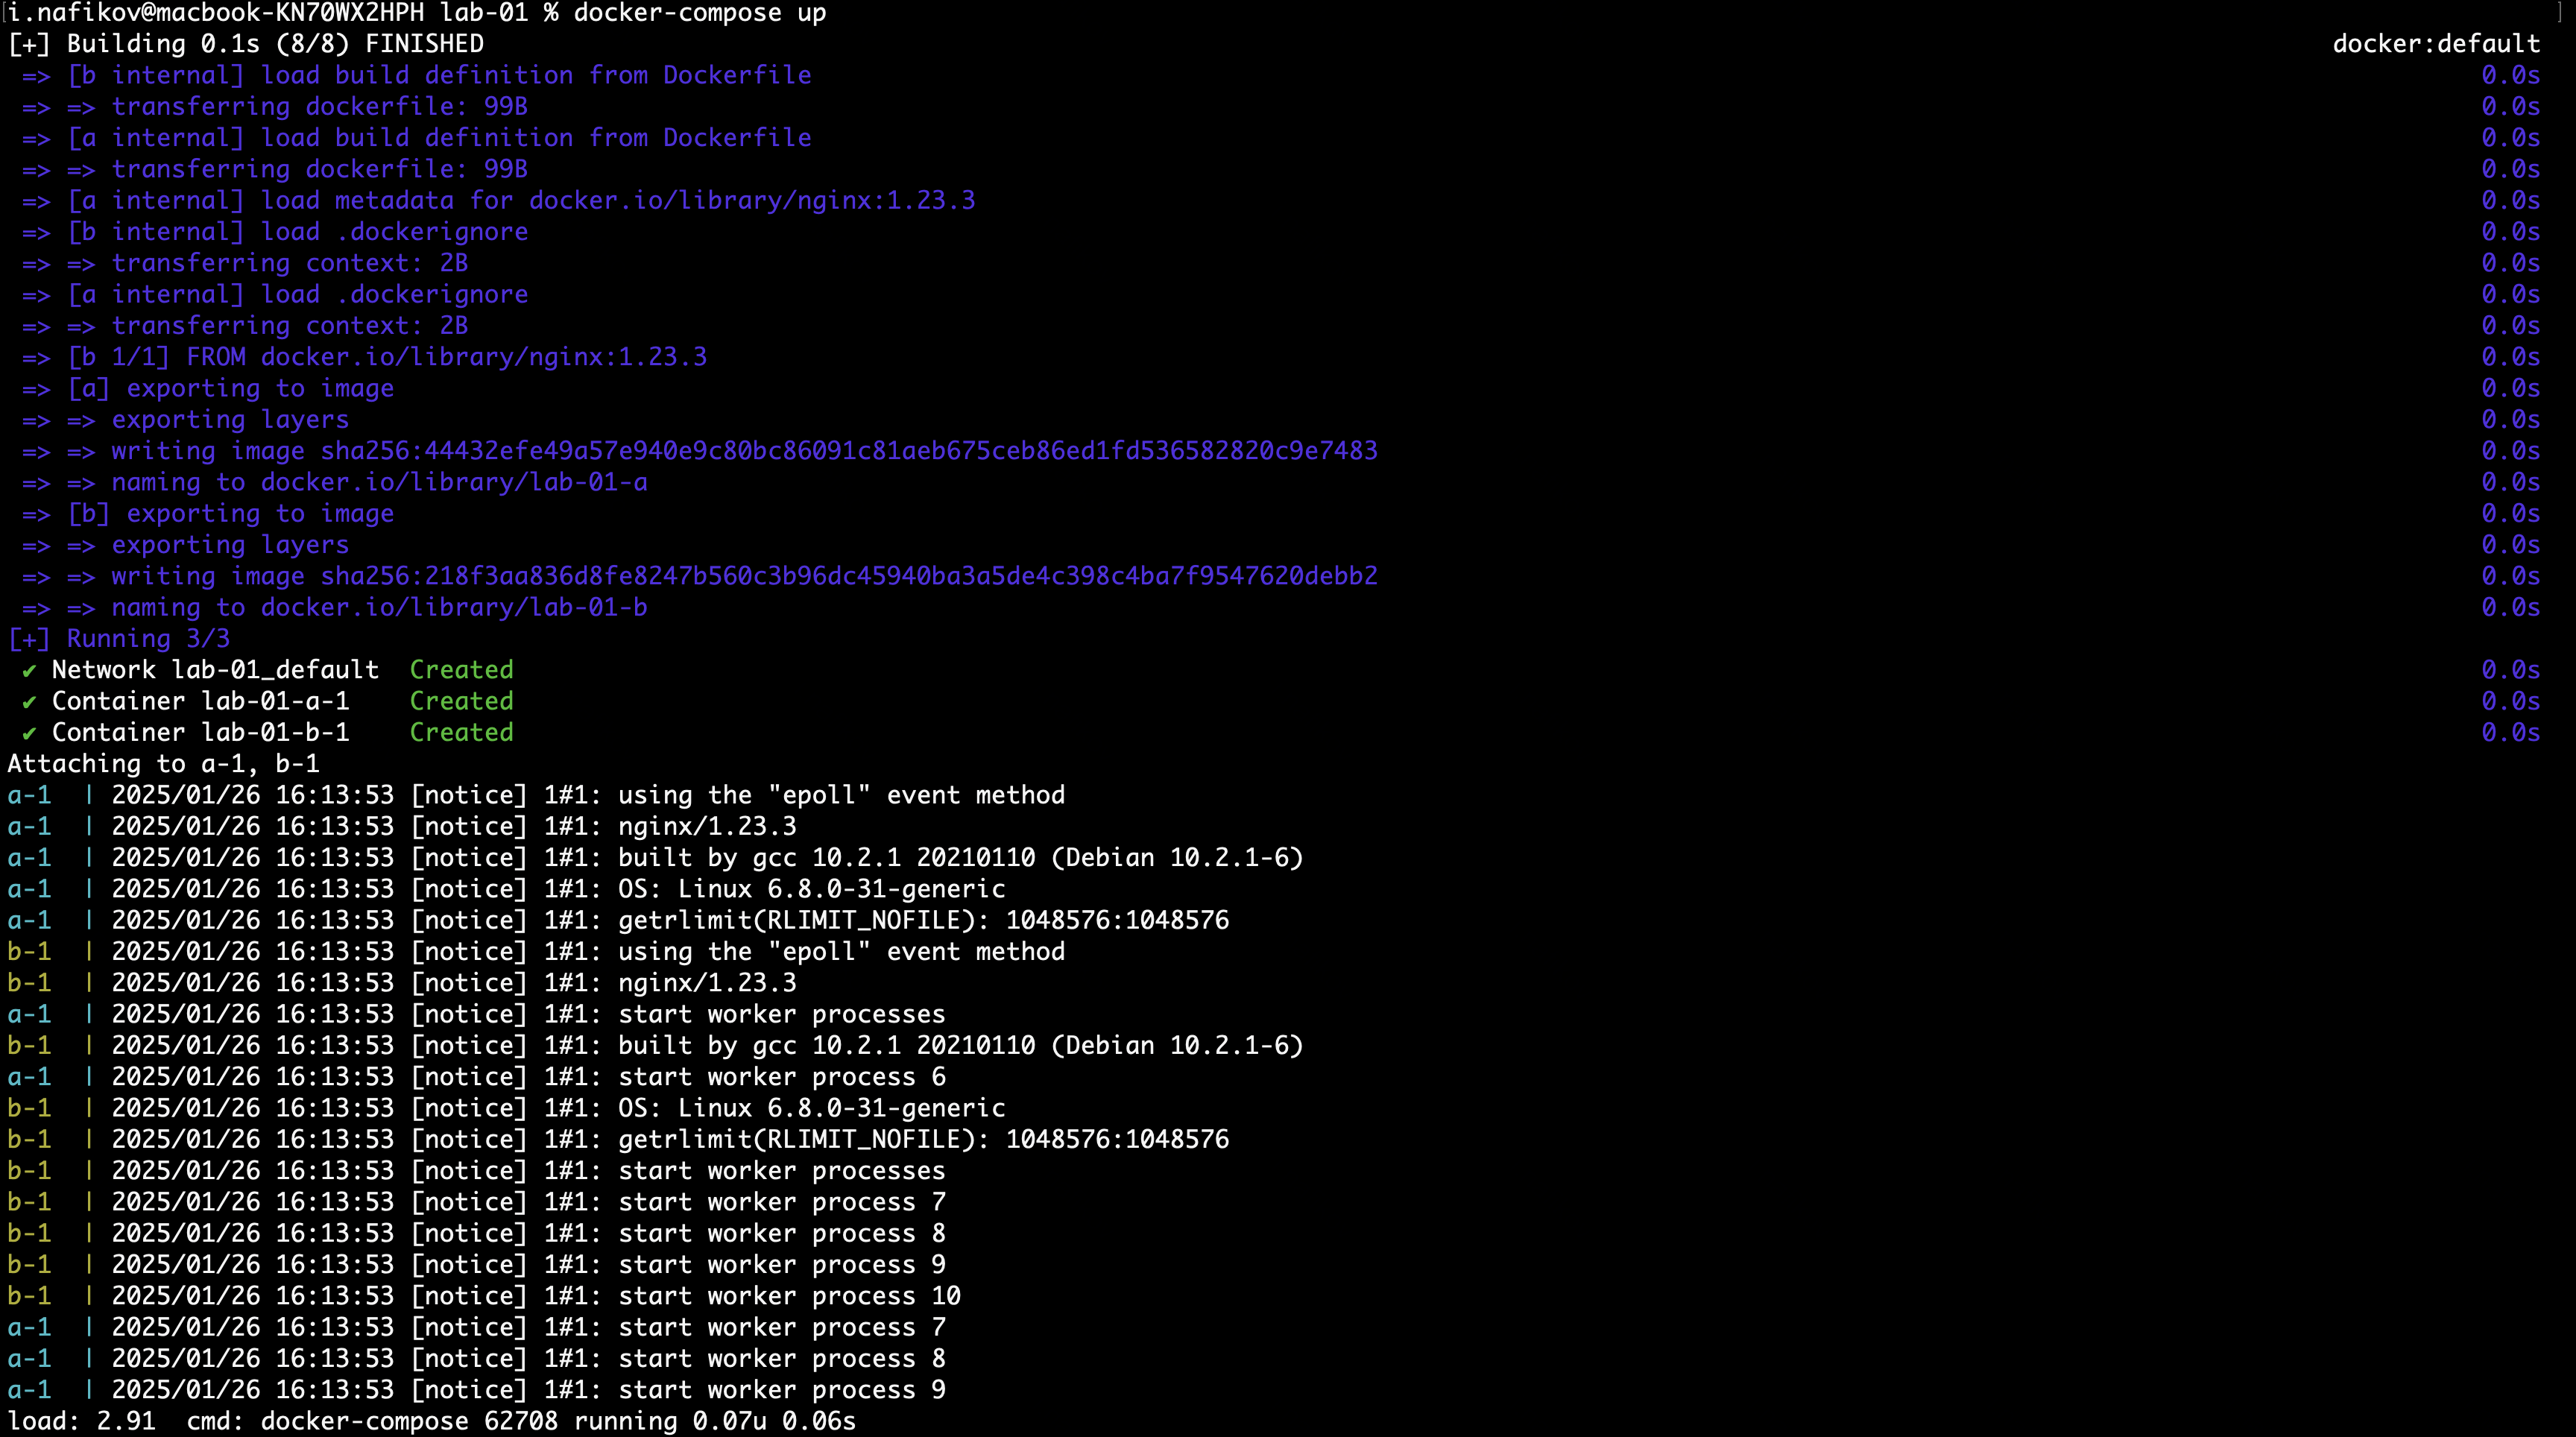 i.nafikov@macbook-KN70WX2HPH lab-01 % docker-compose up
[+] Building 0.1s (8/8) FINISHED docker:default
=> [b internal] load build definition from Dockerfile 0.0s
=> => transferring dockerfile: 99B 0.0s
=> [a internal] load build definition from Dockerfile 0.0s
=> => transferring dockerfile: 99B 0.0s
=> [a internal] load metadata for docker.io/library/nginx:1.23.3 0.0s
=> [b internal] load .dockerignore 0.0s
=> => transferring context: 2B 0.0s
=> [a internal] load .dockerignore 0.0s
=> => transferring context: 2B 0.0s
=> [b 1/1] FROM docker.io/library/nginx:1.23.3 0.0s
=> [a] exporting to image 0.0s
=> => exporting layers 0.0s
=> => writing image sha256:44432efe49a57e940e9c80bc86091c81aeb675ceb86ed1fd536582820c9e7483 0.0s
=> => naming to docker.io/library/lab-01-a 0.0s
=> [b] exporting to image 0.0s
=> => exporting layers 0.0s
=> => writing image sha256:218f3aa836d8fe8247b560c3b96dc45940ba3a5de4c398c4ba7f9547620debb2 0.0s
=> => naming to docker.io/library/lab-01-b 0.0s
[+] Running 3/3
✔ Network lab-01_default Created 0.0s
✔ Container lab-01-a-1 Created 0.0s
✔ Container lab-01-b-1 Created 0.0s
Attaching to a-1, b-1
a-1 | 2025/01/26 16:13:53 [notice] 1#1: using the "epoll" event method
a-1 | 2025/01/26 16:13:53 [notice] 1#1: nginx/1.23.3
a-1 | 2025/01/26 16:13:53 [notice] 1#1: built by gcc 10.2.1 20210110 (Debian 10.2.1-6)
a-1 | 2025/01/26 16:13:53 [notice] 1#1: OS: Linux 6.8.0-31-generic
a-1 | 2025/01/26 16:13:53 [notice] 1#1: getrlimit(RLIMIT_NOFILE): 1048576:1048576
b-1 | 2025/01/26 16:13:53 [notice] 1#1: using the "epoll" event method
b-1 | 2025/01/26 16:13:53 [notice] 1#1: nginx/1.23.3
a-1 | 2025/01/26 16:13:53 [notice] 1#1: start worker processes
b-1 | 2025/01/26 16:13:53 [notice] 1#1: built by gcc 10.2.1 20210110 (Debian 10.2.1-6)
a-1 | 2025/01/26 16:13:53 [notice] 1#1: start worker process 6
b-1 | 2025/01/26 16:13:53 [notice] 1#1: OS: Linux 6.8.0-31-generic
b-1 | 2025/01/26 16:13:53 [notice] 1#1: getrlimit(RLIMIT_NOFILE): 1048576:1048576
b-1 | 2025/01/26 16:13:53 [notice] 1#1: start worker processes
b-1 | 2025/01/26 16:13:53 [notice] 1#1: start worker process 7
b-1 | 2025/01/26 16:13:53 [notice] 1#1: start worker process 8
b-1 | 2025/01/26 16:13:53 [notice] 1#1: start worker process 9
b-1 | 2025/01/26 16:13:53 [notice] 1#1: start worker process 10
a-1 | 2025/01/26 16:13:53 [notice] 1#1: start worker process 7
a-1 | 2025/01/26 16:13:53 [notice] 1#1: start worker process 8
a-1 | 2025/01/26 16:13:53 [notice] 1#1: start worker process 9
load: 2.91 cmd: docker-compose 62708 running 0.07u 0.06s